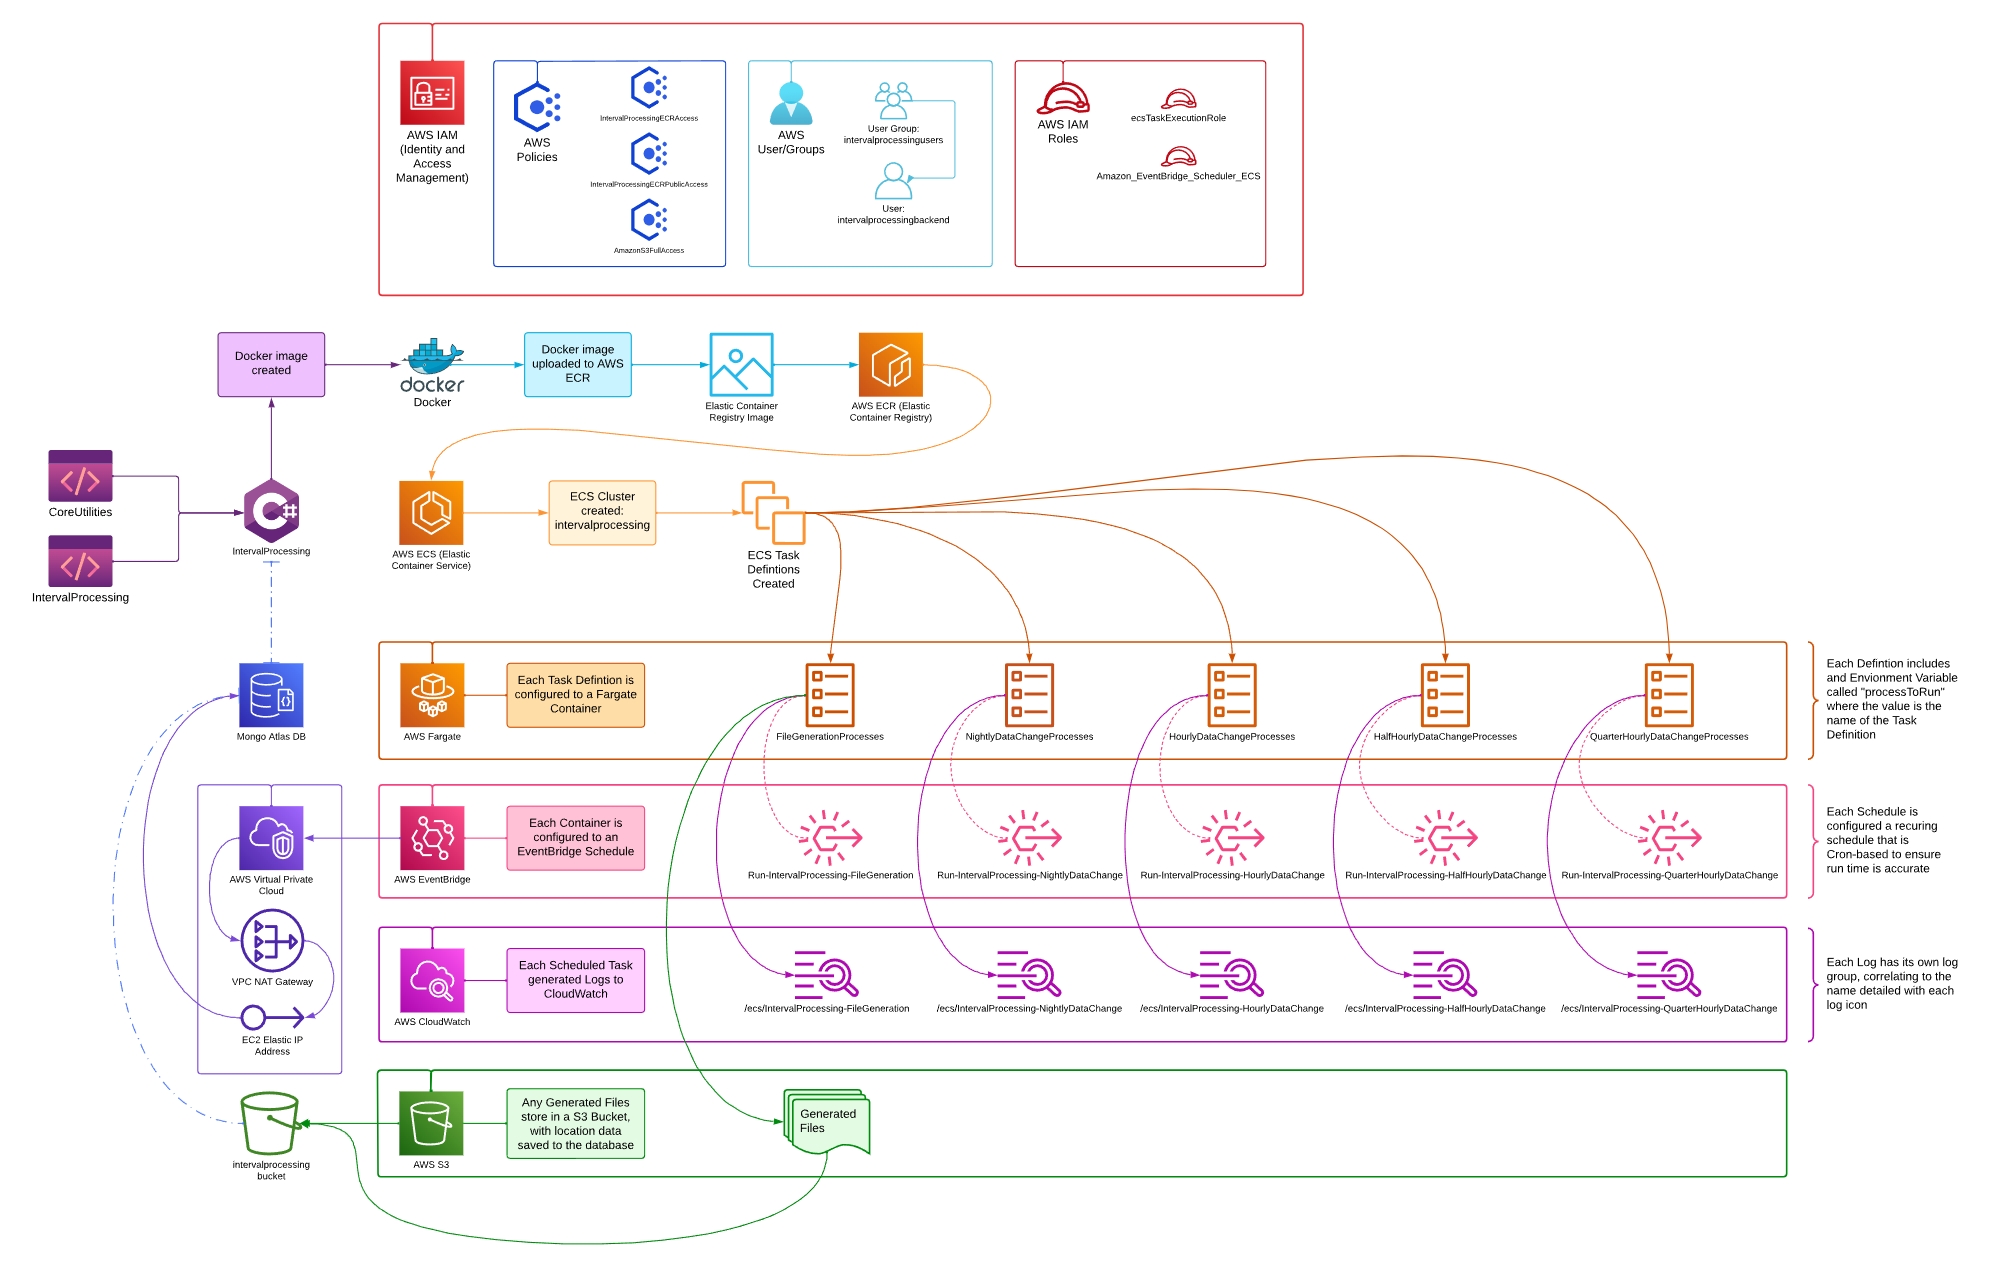 AWS IAM
(Identity and
Access
Management)
AWS
Policies
IntervalProcessingECRAccess
IntervalProcessingECRPublicAccess
AmazonS3FullAccess
AWS
User/Groups
User Group:
intervalprocessingusers
User:
intervalprocessingbackend
AWS IAM
Roles
ecsTaskExecutionRole
Amazon_EventBridge_Scheduler_ECS
Docker image
created
docker
Docker
Docker image
uploaded to AWS
ECR
Elastic Container
Registry Image
AWS ECR (Elastic
Container Registry)
CoreUtilities
IntervalProcessing
C#
IntervalProcessing
AWS ECS (Elastic
Container Service)
ECS Cluster
created:
intervalprocessing
ECS Task
Defintions
Created
Mongo Atlas DB
AWS Fargate
Each Task Defintion is
configured to a Fargate
Container
FileGenerationProcesses
NightlyDataChangeProcesses
HourlyDataChangeProcesses
HalfHourlyDataChangeProcesses
QuarterHourlyDataChangeProcesses
Each Defintion includes
and Envionment Variable
called "processToRun"
where the value is the
name of the Task
Definition
AWS Virtual Private
Cloud
VPC NAT Gateway
EC2 Elastic IP
Address
AWS EventBridge
Each Container is
configured to an
EventBridge Schedule
Run-IntervalProcessing-FileGeneration
Run-IntervalProcessing-NightlyDataChange
Run-IntervalProcessing-HourlyDataChange
Run-IntervalProcessing-HalfHourlyDataChange
Run-IntervalProcessing-QuarterHourlyDataChange
Each Schedule is
configured a recuring
schedule that is
Cron-based to ensure
run time is accurate
AWS CloudWatch
Each Scheduled Task
generated Logs to
CloudWatch
/ecs/IntervalProcessing-FileGeneration
/ecs/IntervalProcessing-NightlyDataChange
/ecs/IntervalProcessing-HourlyDataChange
/ecs/IntervalProcessing-HalfHourlyDataChange
/ecs/IntervalProcessing-QuarterHourlyDataChange
Each Log has its own log
group, correlating to the
name detailed with each
log icon
intervalprocessing
bucket
AWS S3
Any Generated Files
store in a S3 Bucket,
with location data
saved to the database
Generated
Files